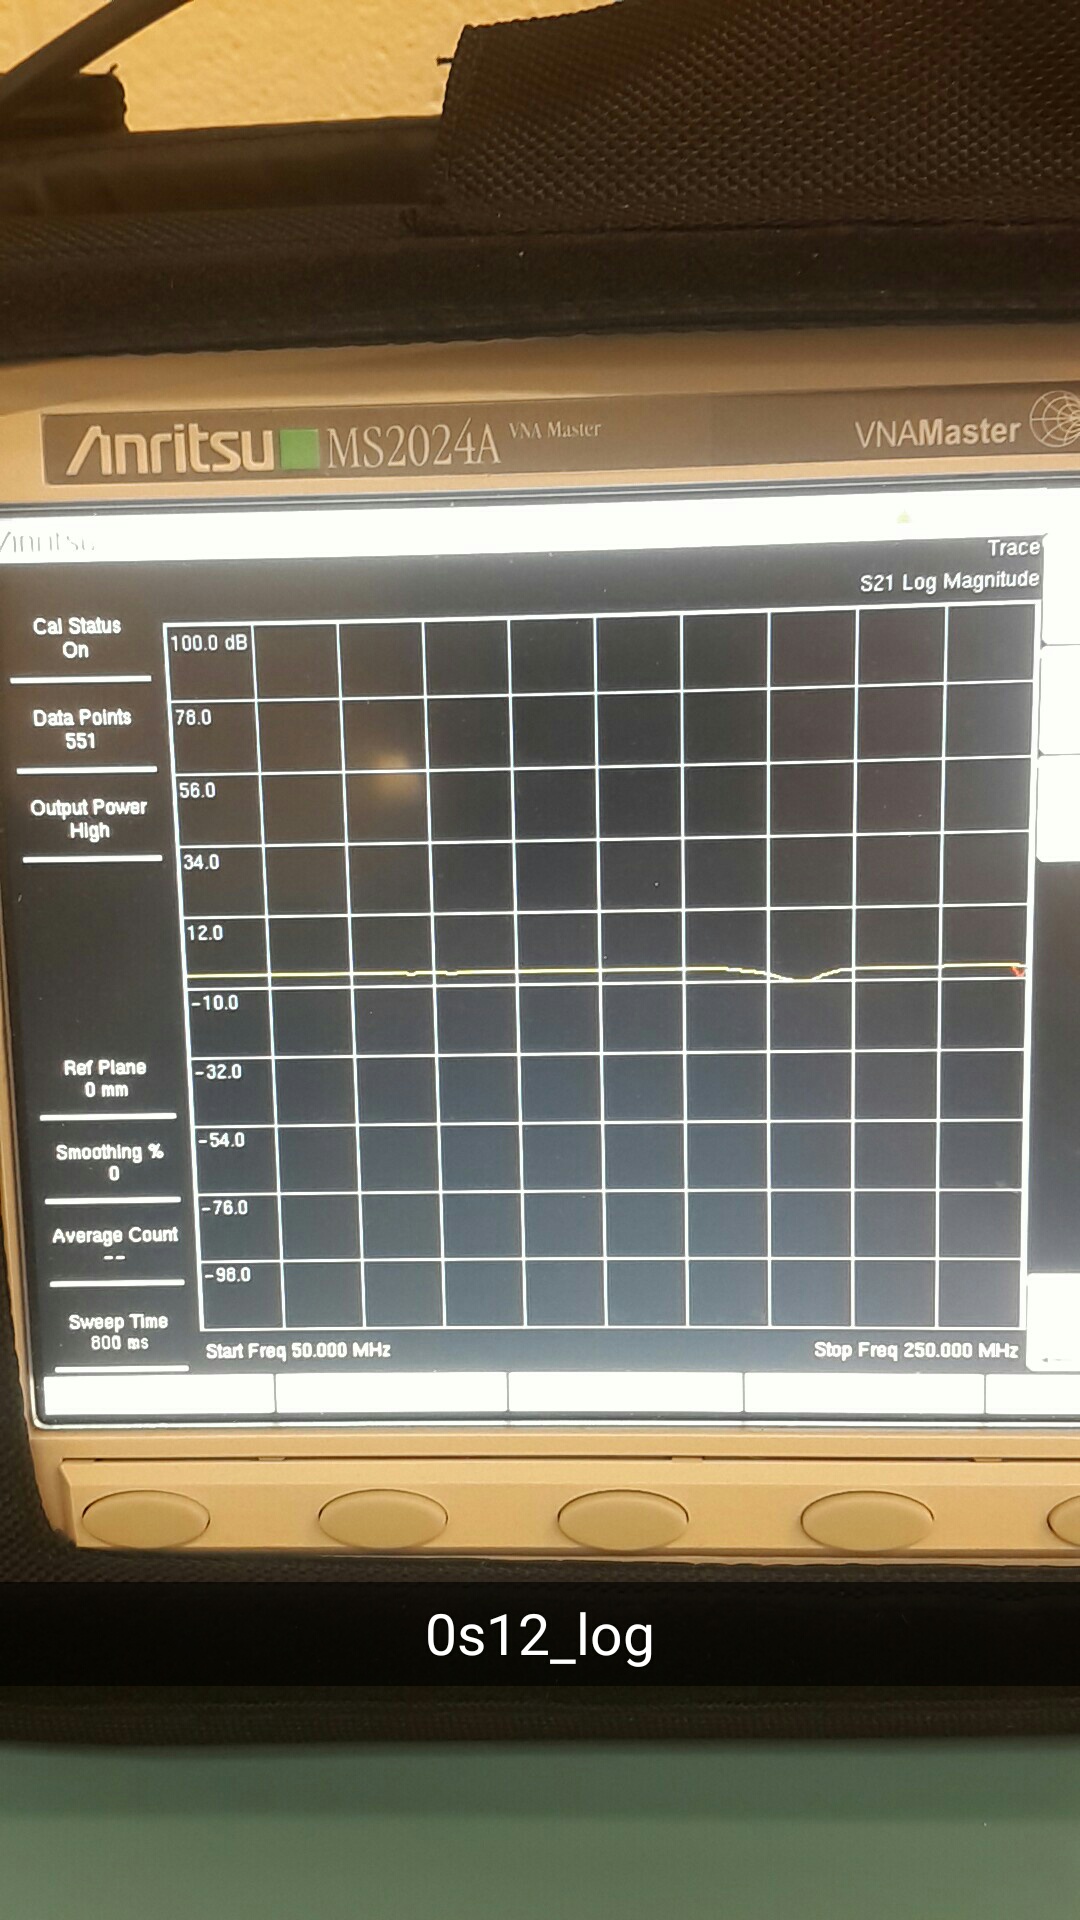 Anritsu MS2024A VNA Master
VNAMaster
Anritsu
Trace
S21 Log Magnitude
Cal Status
On
Data Points
551
Output Power
High
Ref Plane
0 mm
Smoothing %
0
Average Count
--
Sweep Time
800 ms
100.0 dB
78.0
56.0
34.0
12.0
-10.0
-32.0
-54.0
-76.0
-98.0
Start Freq 50.000 MHz
Stop Freq 250.000 MHz
0s12_log